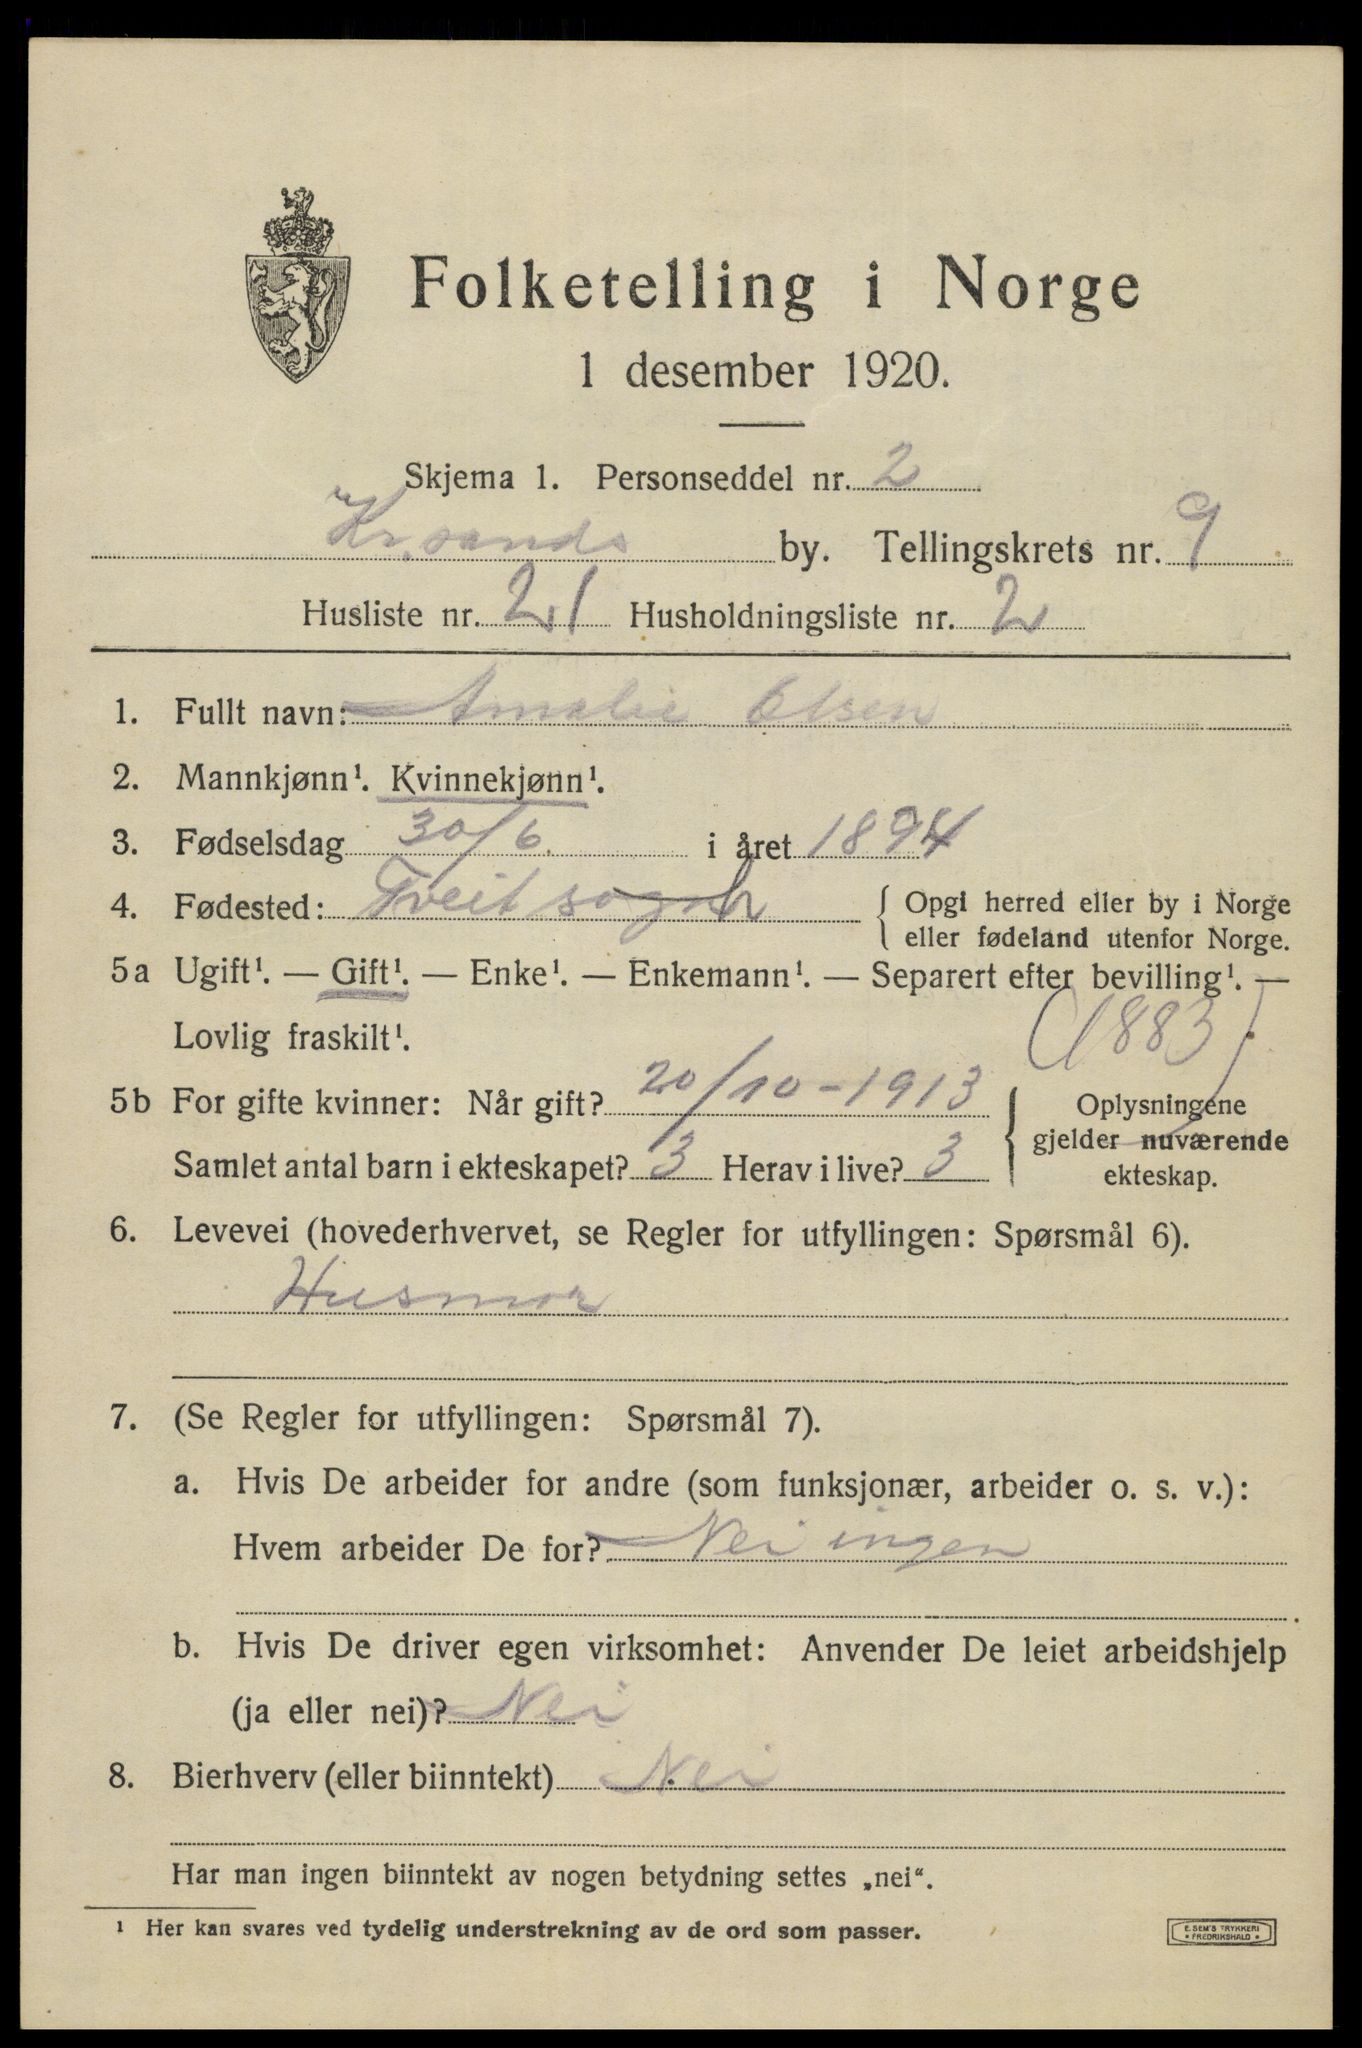 Folketelling i Norge
1 desember 1920.
Skjema 1. Personseddel nr. 2
Kr.sands by. Tellingskrets nr. 9
Husliste nr. 21 Husholdningsliste nr. 2
1. Fullt navn: Amalie Olsen
2. Mannkjønn¹. Kvinnekjønn¹.
3. Fødselsdag 30/6 i året 1894
4. Fødested: Tveit sogn h { Opgi herred eller by i Norge
eller fødeland utenfor Norge.
5a Ugift¹. — Gift¹. — Enke¹. — Enkemann¹. — Separert efter bevilling¹. —
Lovlig fraskilt¹. (1883)
5b For gifte kvinner: Når gift? 20/10-1913 { Oplysningene
gjelder nuværende
ekteskap.
Samlet antal barn i ekteskapet? 3 Herav i live? 3
6. Levevei (hovederhvervet, se Regler for utfyllingen: Spørsmål 6).
Husmor
7. (Se Regler for utfyllingen: Spørsmål 7).
a. Hvis De arbeider for andre (som funksjonær, arbeider o. s. v.):
Hvem arbeider De for? Nei ingen
b. Hvis De driver egen virksomhet: Anvender De leiet arbeidshjelp
(ja eller nei)? Nei
8. Bierhverv (eller biinntekt) Nei
Har man ingen biinntekt av nogen betydning settes „nei“.
¹ Her kan svares ved tydelig understrekning av de ord som passer.
E. SEM'S TRYKKERI
FREDRIKSHALD